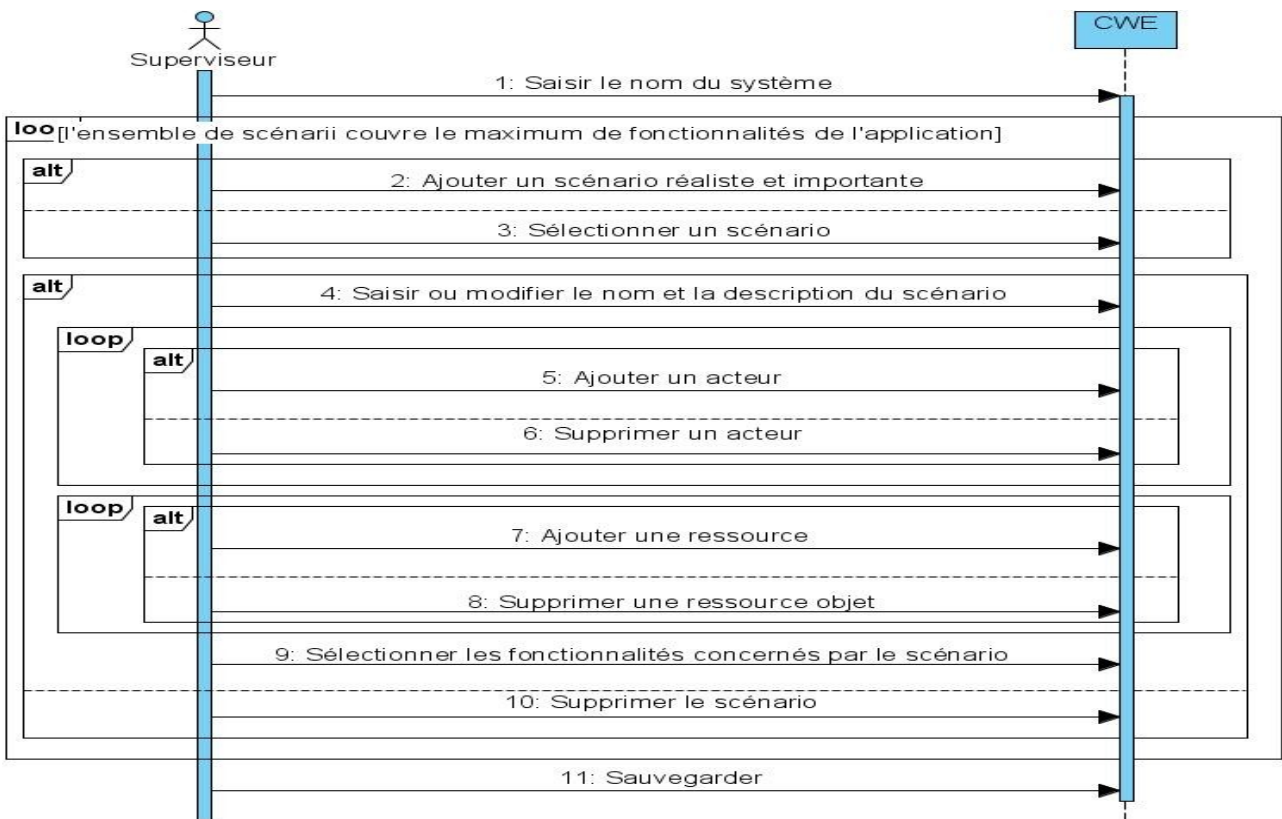 CWE
Superviseur
1: Saisir le nom du système
loo
[l'ensemble de scénarii couvre le maximum de fonctionnalités de l'application]
alt
2: Ajouter un scénario réaliste et importante
3: Sélectionner un scénario
alt
4: Saisir ou modifier le nom et la description du scénario
loop
alt
5: Ajouter un acteur
6: Supprimer un acteur
loop
alt
7: Ajouter une ressource
8: Supprimer une ressource objet
9: Sélectionner les fonctionnalités concernés par le scénario
10: Supprimer le scénario
11: Sauvegarder